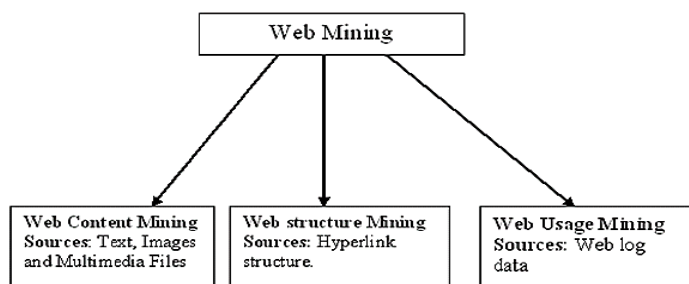 Web Mining
Web Content Mining
Sources: Text, Images
and Multimedia Files
Web structure Mining
Sources: Hyperlink
structure.
Web Usage Mining
Sources: Web log
data